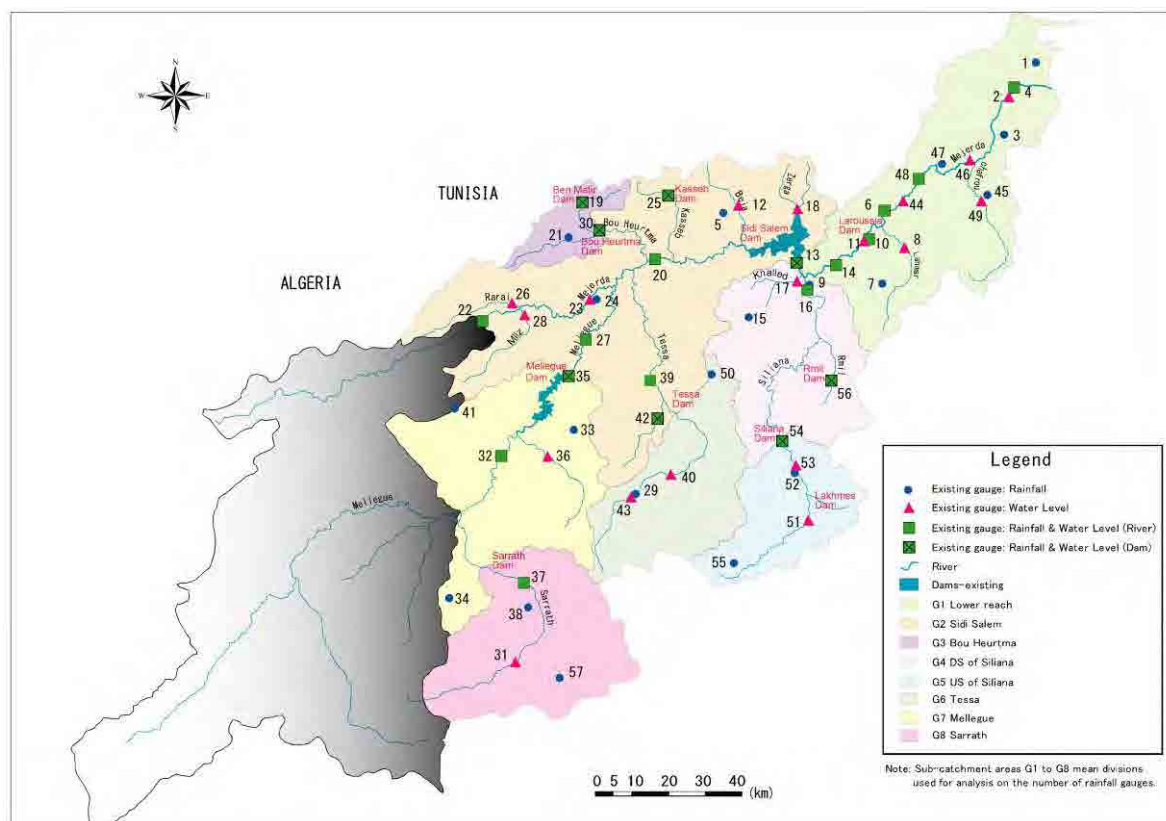 N
W E
S
TUNISIA
ALGERIA
1
2
4
3
47
Mejerda
46
Chafrou
45
49
48
44
6
Laroussia
Dam
11
10
8
Lahmar
7
14
Ben Metir
Dam
19
25
Kasseb
Dam
Kasseb
Beja
12
5
Zerga
18
Sidi Salem
Dam
13
30
Bou Heurtma
21
Bou Heurtma
Dam
20
Khalled
17
9
16
15
Rarai
26
22
28
Mliz
23
24
Mejerda
Mellegue
27
Mellegue
Dam
35
Tessa
39
50
Tessa
Dam
42
Siliana
Rmil
Rmil
Dam
56
Siliana
Dam
54
53
52
Lakhmes
Dam
51
55
41
33
32
36
40
29
43
Mellegue
Sarrath
Dam
37
34
38
Sarrath
31
57
Legend
Existing gauge: Rainfall
Existing gauge: Water Level
Existing gauge: Rainfall & Water Level (River)
Existing gauge: Rainfall & Water Level (Dam)
River
Dams-existing
G1 Lower reach
G2 Sidi Salem
G3 Bou Heurtma
G4 DS of Siliana
G5 US of Siliana
G6 Tessa
G7 Mellegue
G8 Sarrath
0 5 10 20 30 40
(km)
Note: Sub-catchment areas G1 to G8 mean divisions
used for analysis on the number of rainfall gauges.